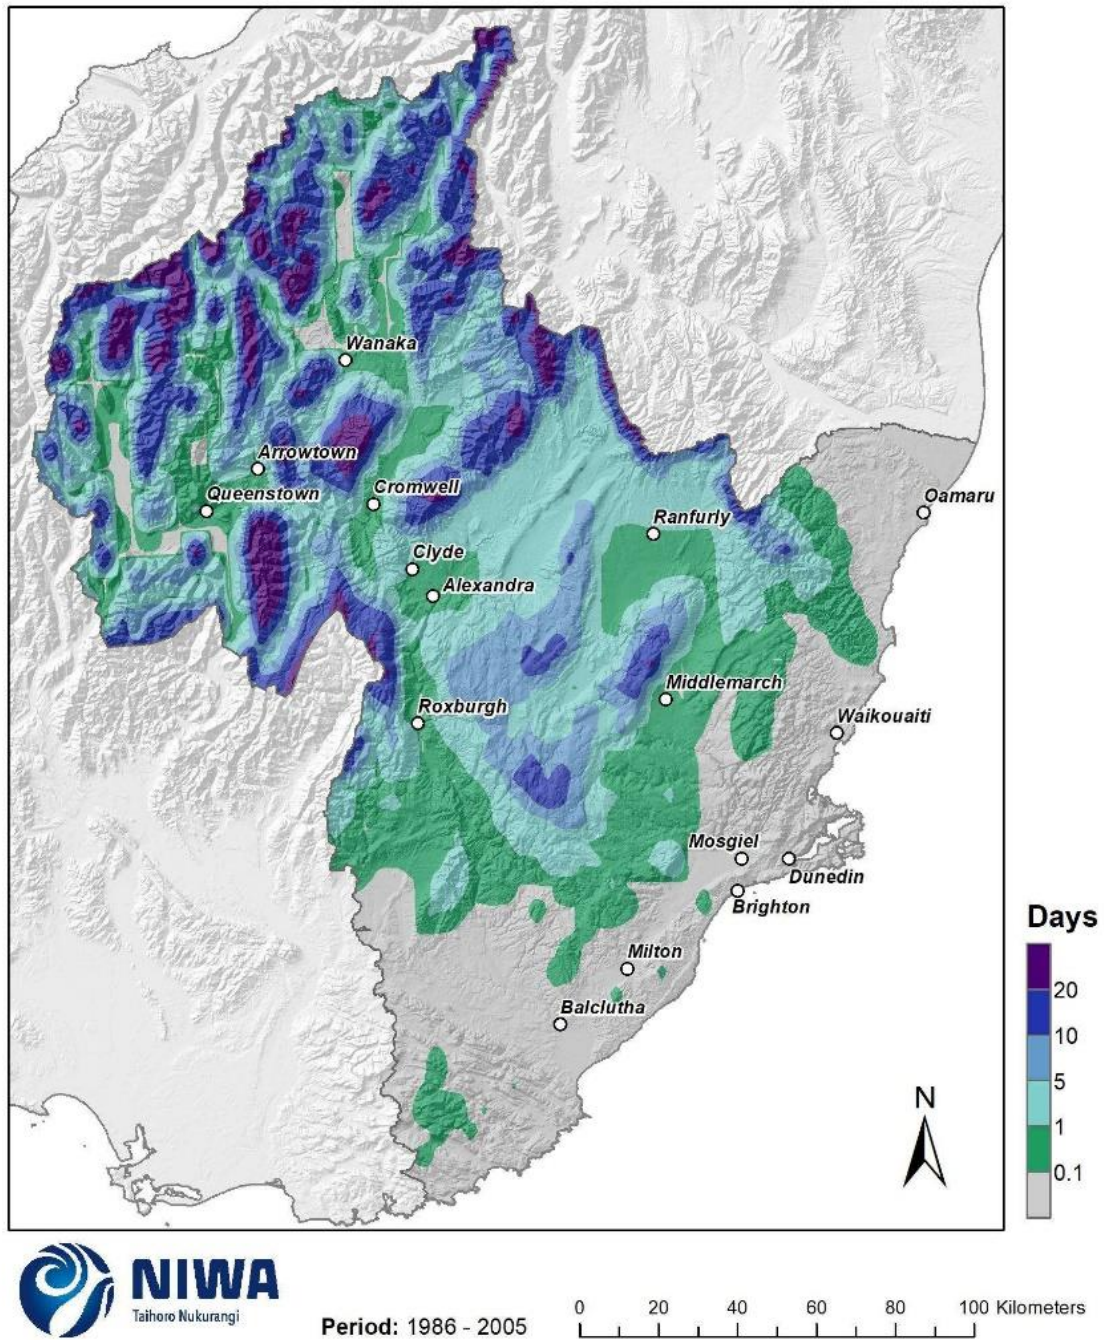 Wanaka
Arrowtown
Queenstown
Cromwell
Oamaru
Ranfurly
Clyde
Alexandra
Middlemarch
Roxburgh
Waikouaiti
Mosgiel
Dunedin
Brighton
Milton
Balclutha
Days
20
10
5
1
0.1
N
NIWA
Taihoro Nukurangi
Period: 1986 - 2005
0 20 40 60 80 100 Kilometers